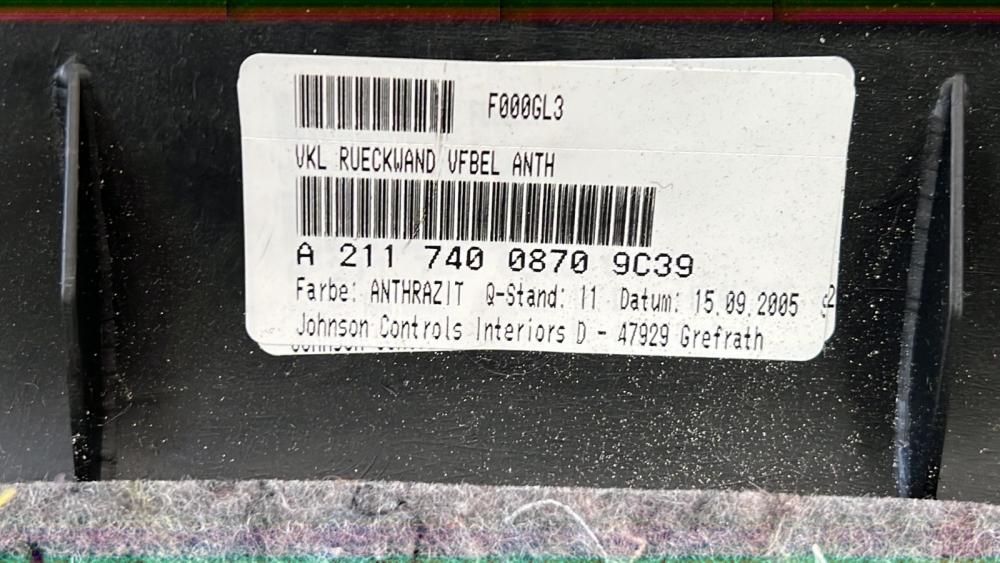 F000GL3
VKL RUECKWAND VFBEL ANTH
A 211 740 0870 9C39
Farbe: ANTHRAZIT Q-Stand: 11 Datum: 15.09.2005
Johnson Controls Interiors D - 47929 Grefrath